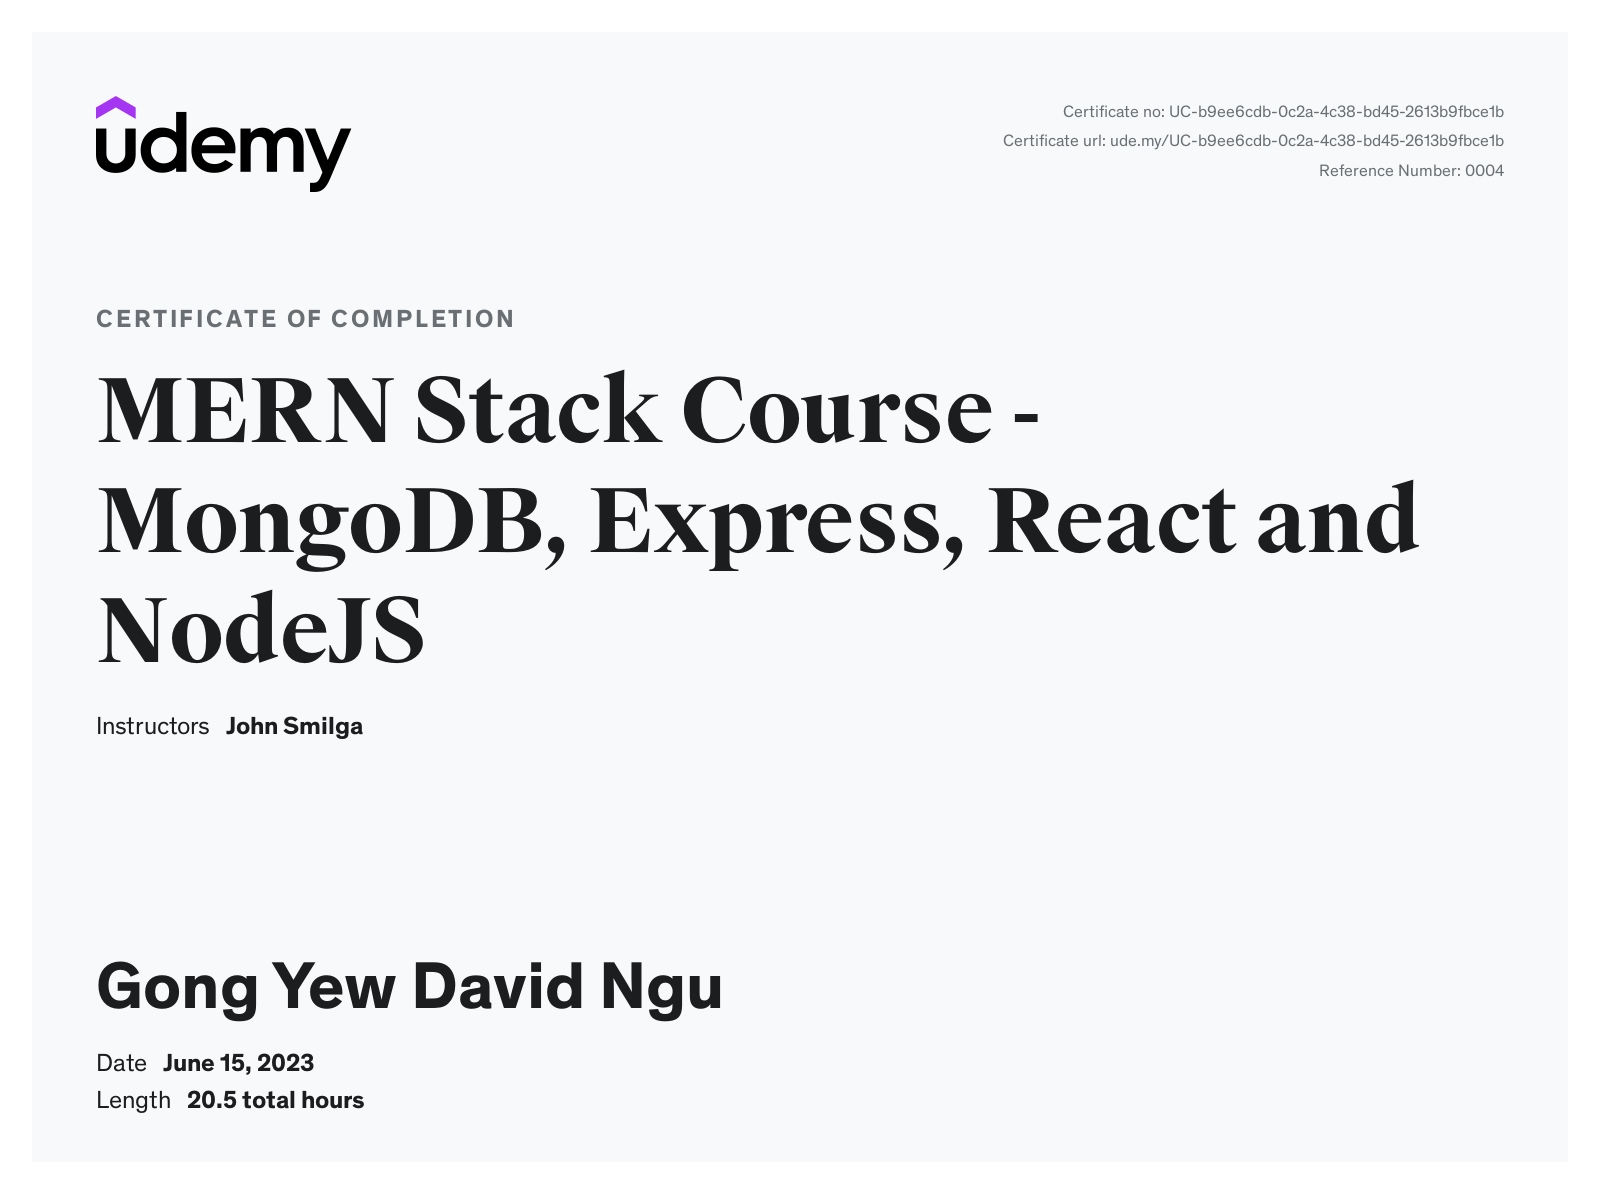 udemy
Certificate no: UC-b9ee6cdb-0c2a-4c38-bd45-2613b9fbce1b
Certificate url: ude.my/UC-b9ee6cdb-0c2a-4c38-bd45-2613b9fbce1b
Reference Number: 0004
CERTIFICATE OF COMPLETION
MERN Stack Course -
MongoDB, Express, React and
NodeJS
Instructors John Smilga
Gong Yew David Ngu
Date June 15, 2023
Length 20.5 total hours